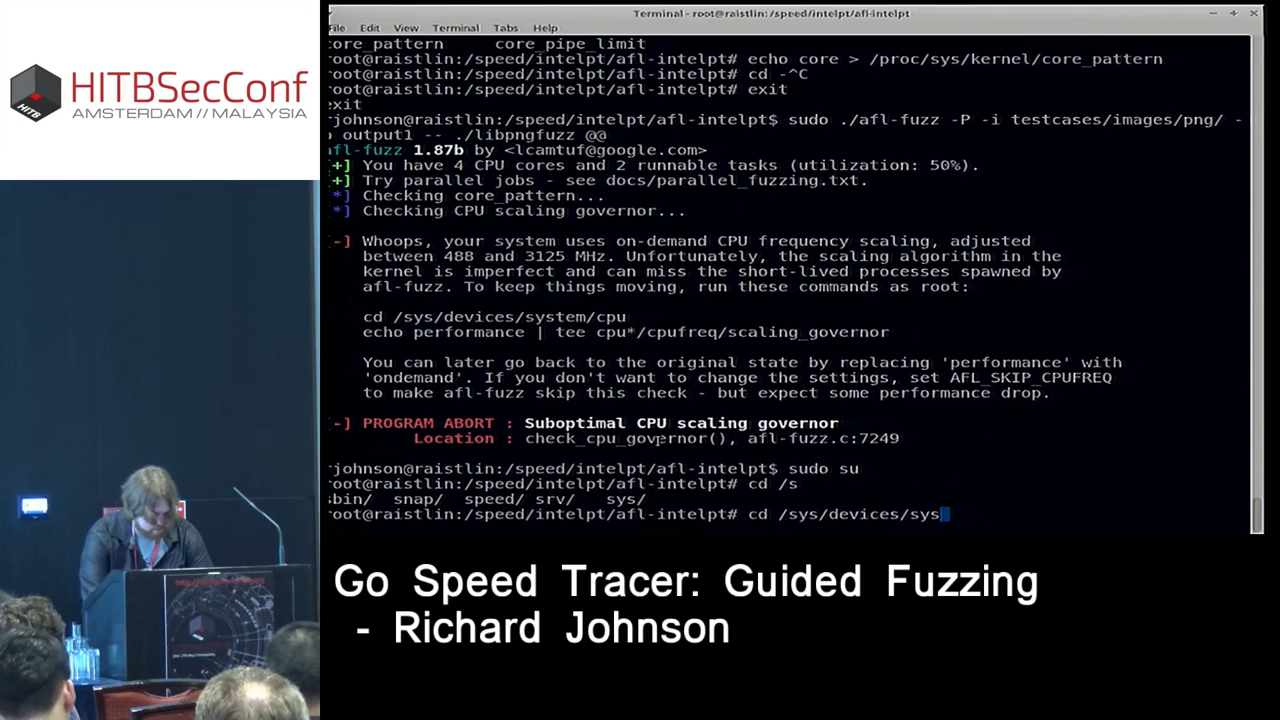 HITBSecConf
AMSTERDAM // MALAYSIA
HITB
Terminal - root@raistlin: /speed/intelpt/afl-intelpt
File Edit View Terminal Tabs Help
core_pattern core_pipe_limit
root@raistlin:/speed/intelpt/afl-intelpt# echo core > /proc/sys/kernel/core_pattern
root@raistlin:/speed/intelpt/afl-intelpt# cd -^C
root@raistlin:/speed/intelpt/afl-intelpt# exit
exit
rjohnson@raistlin:/speed/intelpt/afl-intelpt$ sudo ./afl-fuzz -P -i testcases/images/png/ -
o output1 -- ./libpngfuzz @@
afl-fuzz 1.87b by <lcamtuf@google.com>
[+] You have 4 CPU cores and 2 runnable tasks (utilization: 50%).
[+] Try parallel jobs - see docs/parallel_fuzzing.txt.
[*] Checking core_pattern...
[*] Checking CPU scaling governor...
[-] Whoops, your system uses on-demand CPU frequency scaling, adjusted
between 488 and 3125 MHz. Unfortunately, the scaling algorithm in the
kernel is imperfect and can miss the short-lived processes spawned by
afl-fuzz. To keep things moving, run these commands as root:
cd /sys/devices/system/cpu
echo performance | tee cpu*/cpufreq/scaling_governor
You can later go back to the original state by replacing 'performance' with
'ondemand'. If you don't want to change the settings, set AFL_SKIP_CPUFREQ
to make afl-fuzz skip this check - but expect some performance drop.
[-] PROGRAM ABORT : Suboptimal CPU scaling governor
Location : check_cpu_governor(), afl-fuzz.c:7249
rjohnson@raistlin:/speed/intelpt/afl-intelpt$ sudo su
root@raistlin:/speed/intelpt/afl-intelpt# cd /s
sbin/ snap/ speed/ srv/ sys/
root@raistlin:/speed/intelpt/afl-intelpt# cd /sys/devices/sys
Go Speed Tracer: Guided Fuzzing
- Richard Johnson